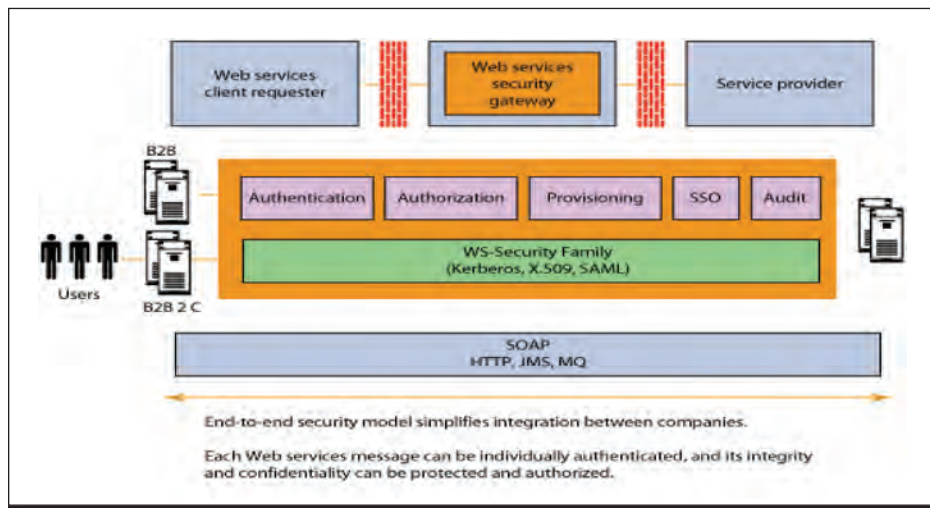 Web services
client requester
Web services
security
gateway
Service provider
B2B
Authentication
Authorization
Provisioning
SSO
Audit
WS-Security Family
(Kerberos, X.509, SAML)
Users
B2B 2 C
SOAP
HTTP, JMS, MQ
End-to-end security model simplifies integration between companies.
Each Web services message can be individually authenticated, and its integrity
and confidentiality can be protected and authorized.